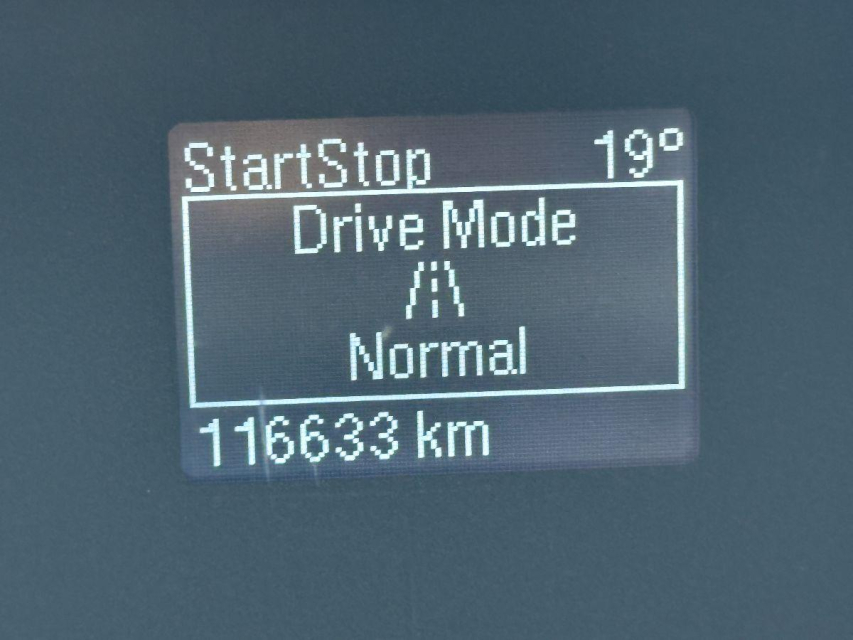 StartStop 19°
Drive Mode
Normal
116633 km